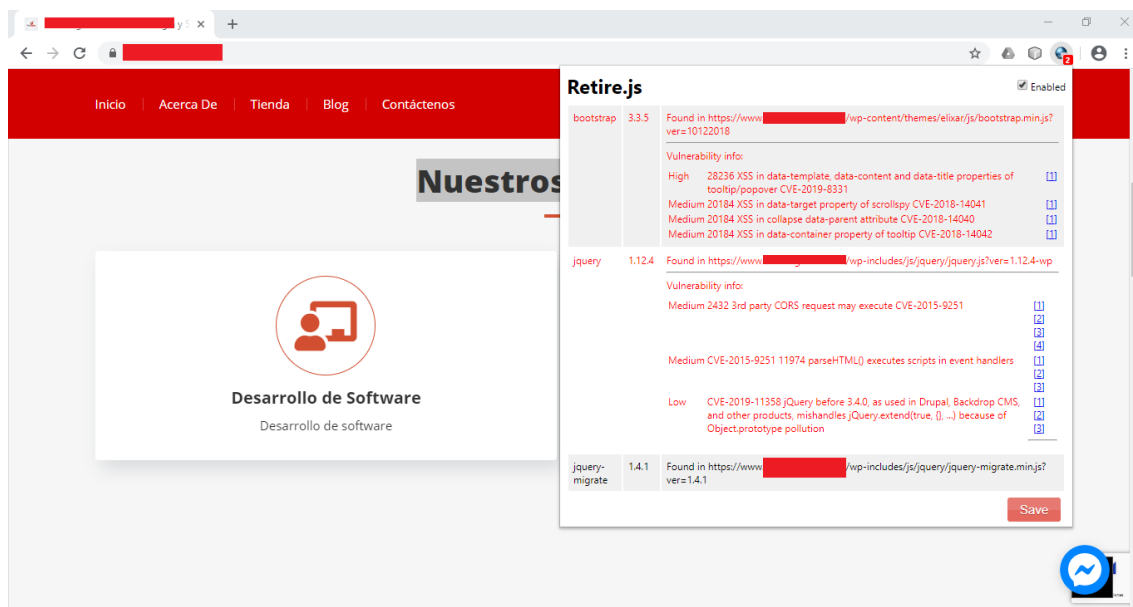 y S
Inicio Acerca De Tienda Blog Contáctenos
Nuestros
Desarrollo de Software
Desarrollo de software
2
Retire.js
Enabled
bootstrap 3.3.5 Found in https://www. /wp-content/themes/elixar/js/bootstrap.min.js?
ver=10122018
Vulnerability info:
High 28236 XSS in data-template, data-content and data-title properties of [1]
tooltip/popover CVE-2019-8331
Medium 20184 XSS in data-target property of scrollspy CVE-2018-14041 [1]
Medium 20184 XSS in collapse data-parent attribute CVE-2018-14040 [1]
Medium 20184 XSS in data-container property of tooltip CVE-2018-14042 [1]
jquery 1.12.4 Found in https://www. /wp-includes/js/jquery/jquery.js?ver=1.12.4-wp
Vulnerability info:
Medium 2432 3rd party CORS request may execute CVE-2015-9251 [1]
[2]
[3]
[4]
Medium CVE-2015-9251 11974 parseHTML() executes scripts in event handlers [1]
[2]
[3]
Low CVE-2019-11358 jQuery before 3.4.0, as used in Drupal, Backdrop CMS, [1]
and other products, mishandles jQuery.extend(true, {}, ...) because of [2]
Object.prototype pollution [3]
jquery- 1.4.1 Found in https://www. /wp-includes/js/jquery/jquery-migrate.min.js?
migrate ver=1.4.1
Save